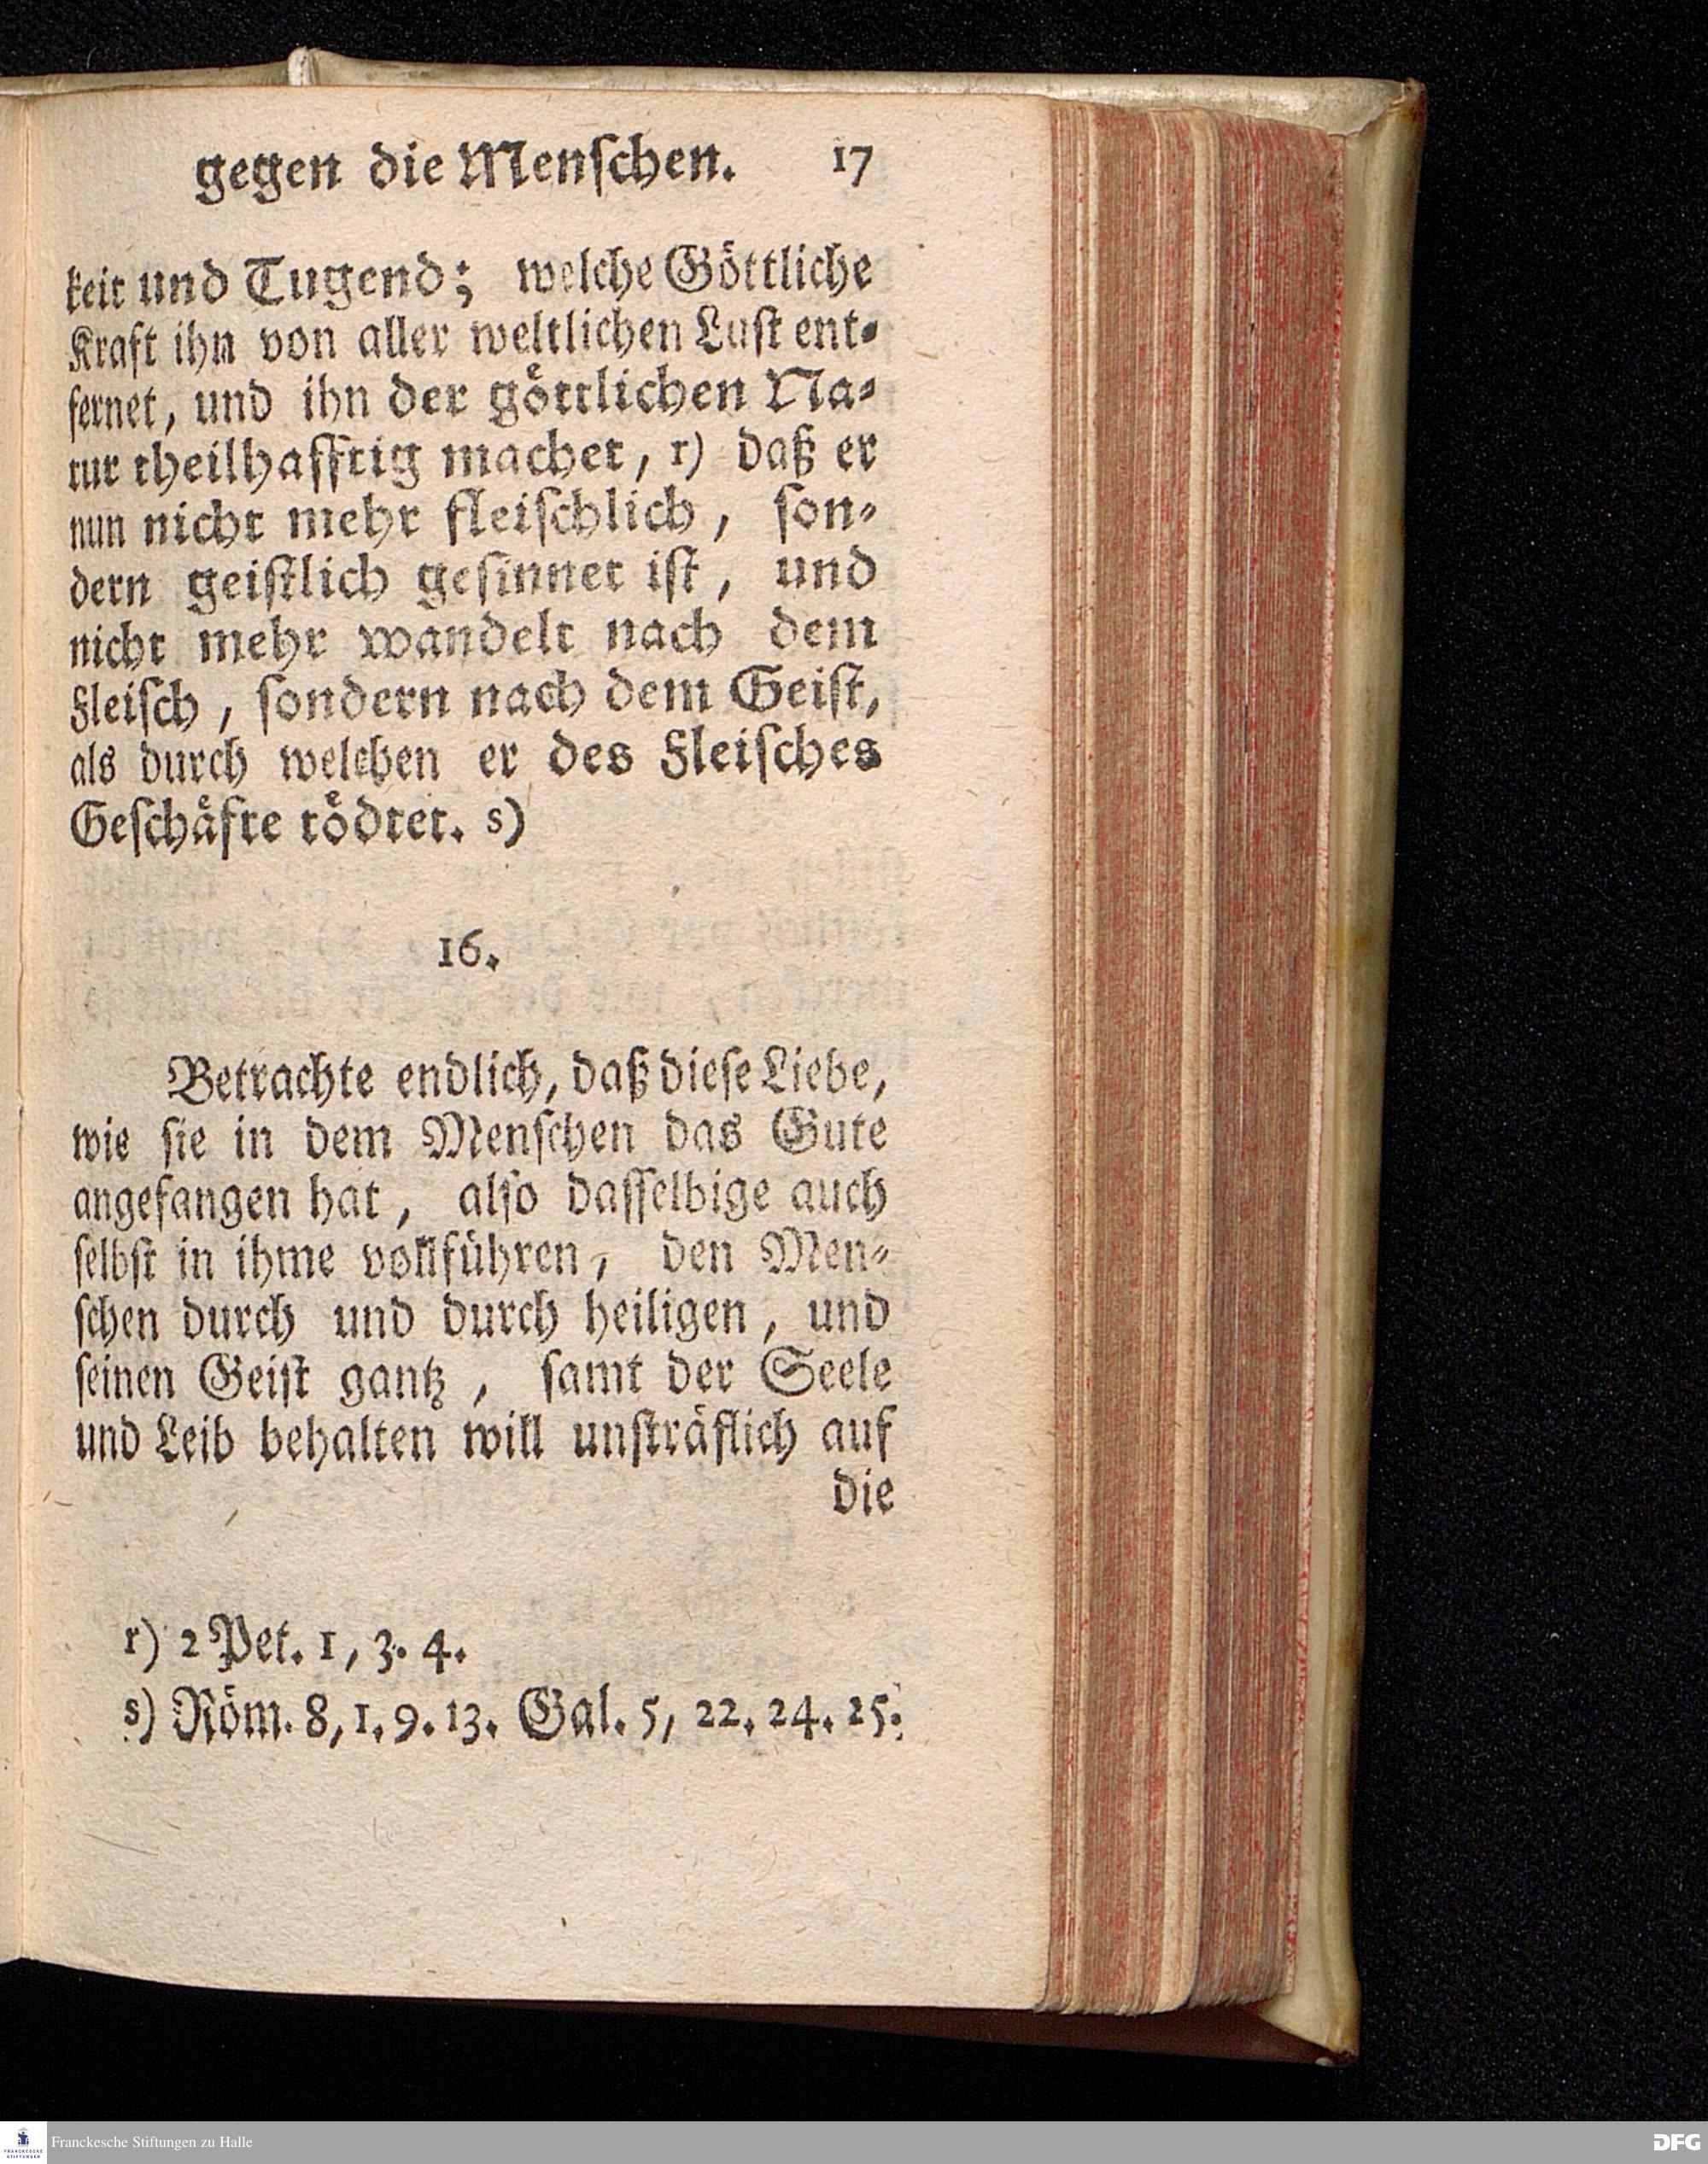 gegen die Menſchen. 17
keit und Tugend; welche Göttliche
Kraft ihn von aller weltlichen Luſt ent-
fernet, und ihn der göttlichen Na-
tur theilhafftig machet, r) daß er
nun nicht mehr fleiſchlich, ſon-
dern geiſtlich geſinnet iſt, und
nicht mehr wandelt nach dem
Fleiſch, ſondern nach dem Geiſt,
als durch welchen er des Fleiſches
Geſchäfte tödtet. s)
16.
Betrachte endlich, daß dieſe Liebe,
wie ſie in dem Menſchen das Gute
angefangen hat, alſo daſſelbige auch
ſelbſt in ihme vollführen, den Men-
ſchen durch und durch heiligen, und
ſeinen Geiſt gantz, ſamt der Seele
und Leib behalten will unſträflich auf
die
r) 2 Pet. 1, 3. 4.
s) Röm. 8, 1. 9. 13. Gal. 5, 22. 24. 25.
FRANCKESCHE
STIFTUNGEN
Franckesche Stiftungen zu Halle
DFG